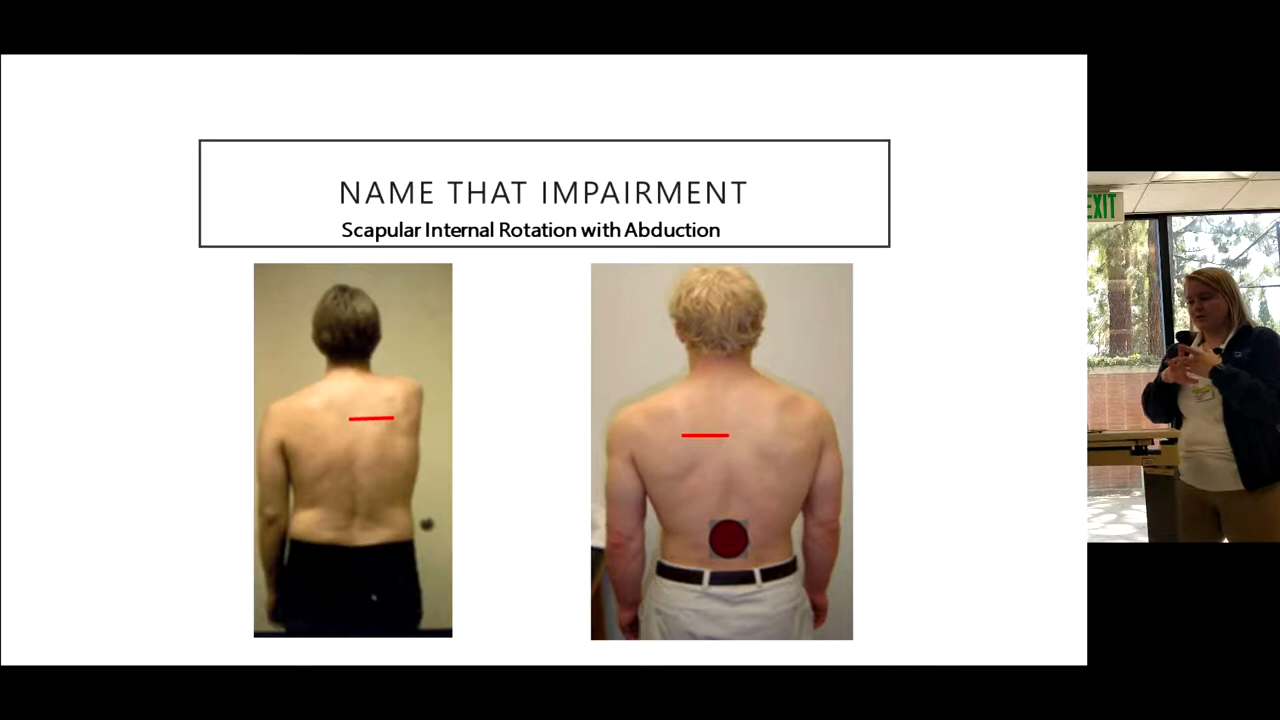 NAME THAT IMPAIRMENT
Scapular Internal Rotation with Abduction
EXIT